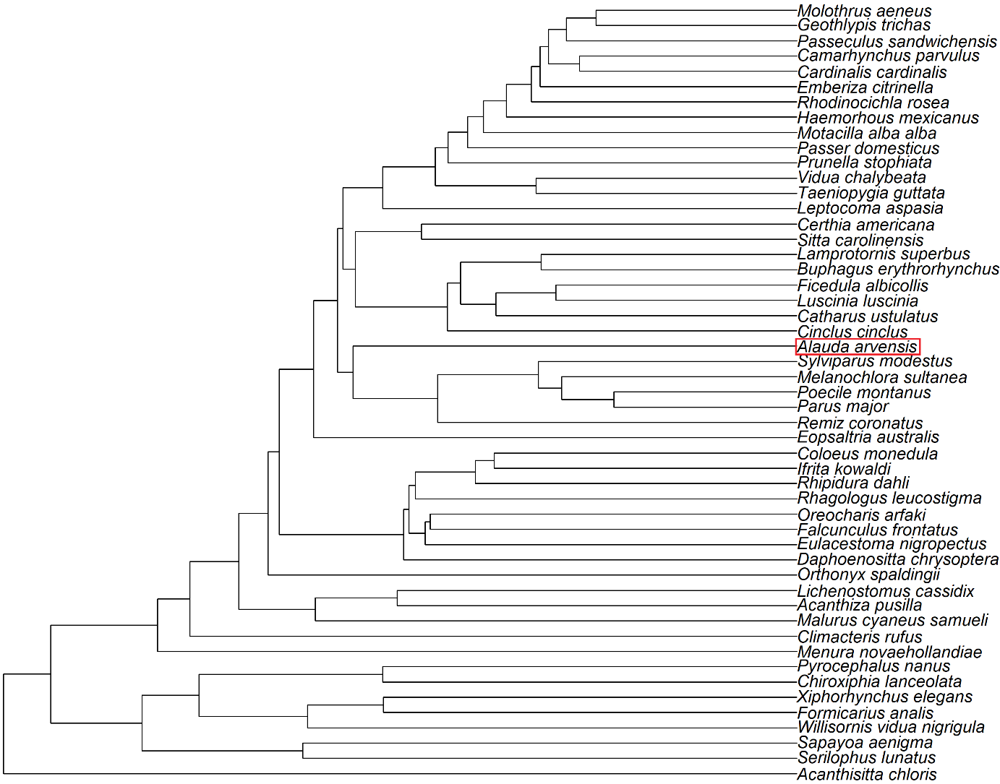 Molothrus aeneus
Geothlypis trichas
Passeculus sandwichensis
Camarhynchus parvulus
Cardinalis cardinalis
Emberiza citrinella
Rhodinocichla rosea
Haemorhous mexicanus
Motacilla alba alba
Passer domesticus
Prunella stophiata
Vidua chalybeata
Taeniopygia guttata
Leptocoma aspasia
Certhia americana
Sitta carolinensis
Lamprotornis superbus
Buphagus erythrorhynchus
Ficedula albicollis
Luscinia luscinia
Catharus ustulatus
Cinclus cinclus
Alauda arvensis
Sylviparus modestus
Melanochlora sultanea
Poecile montanus
Parus major
Remiz coronatus
Eopsaltria australis
Coloeus monedula
Ifrita kowaldi
Rhipidura dahli
Rhagologus leucostigma
Oreocharis arfaki
Falcunculus frontatus
Eulacestoma nigropectus
Daphoenositta chrysoptera
Orthonyx spaldingii
Lichenostomus cassidix
Acanthiza pusilla
Malurus cyaneus samueli
Climacteris rufus
Menura novaehollandiae
Pyrocephalus nanus
Chiroxiphia lanceolata
Xiphorhynchus elegans
Formicarius analis
Willisornis vidua nigrigula
Sapayoa aenigma
Serilophus lunatus
Acanthisitta chloris